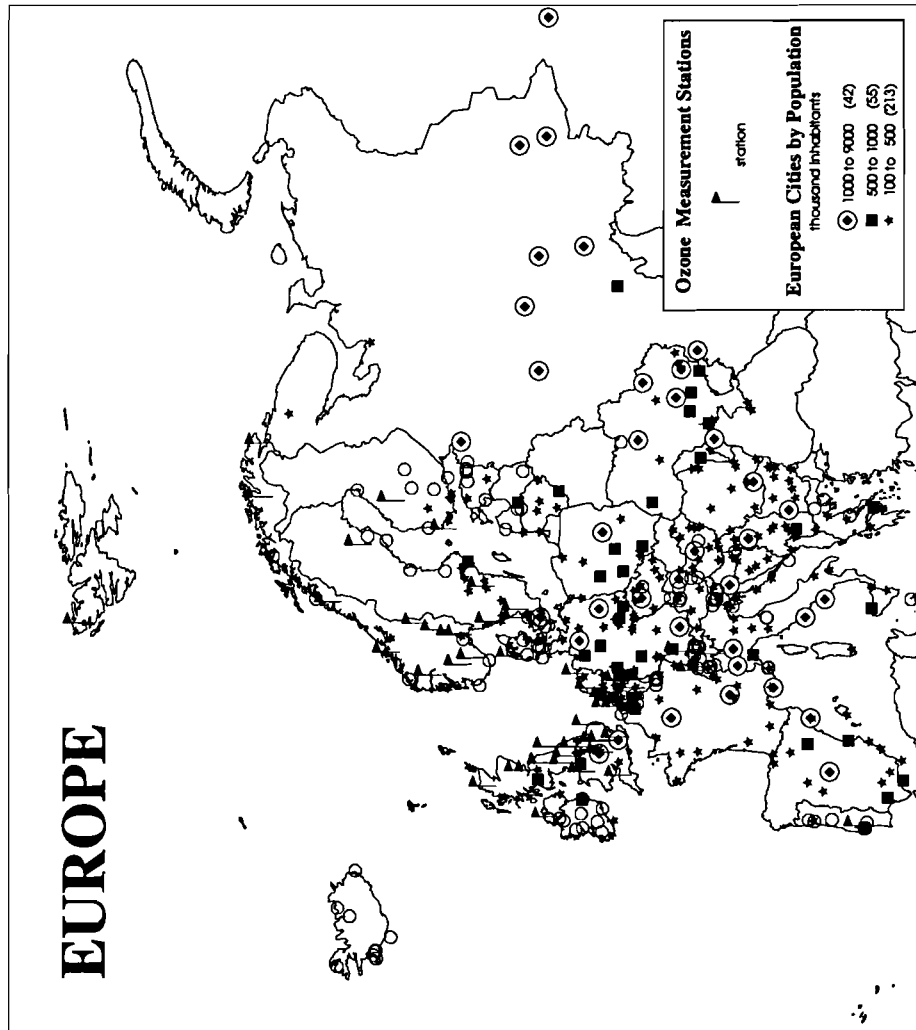 EUROPE
Ozone Measurement Stations
station
European Cities by Population
thousand inhabitants
1000 to 9000 (42)
500 to 1000 (55)
100 to 500 (213)